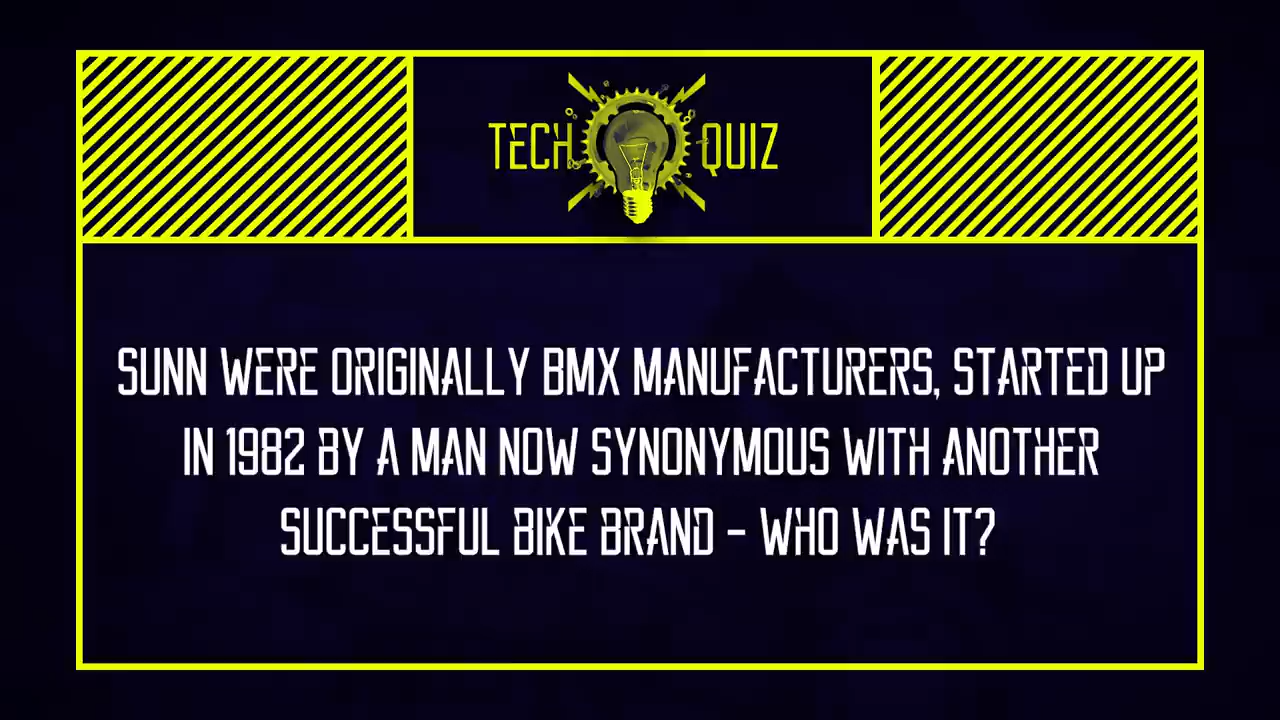 TECH QUIZ
SUNN WERE ORIGINALLY BMX MANUFACTURERS, STARTED UP
IN 1982 BY A MAN NOW SYNONYMOUS WITH ANOTHER
SUCCESSFUL BIKE BRAND - WHO WAS IT?